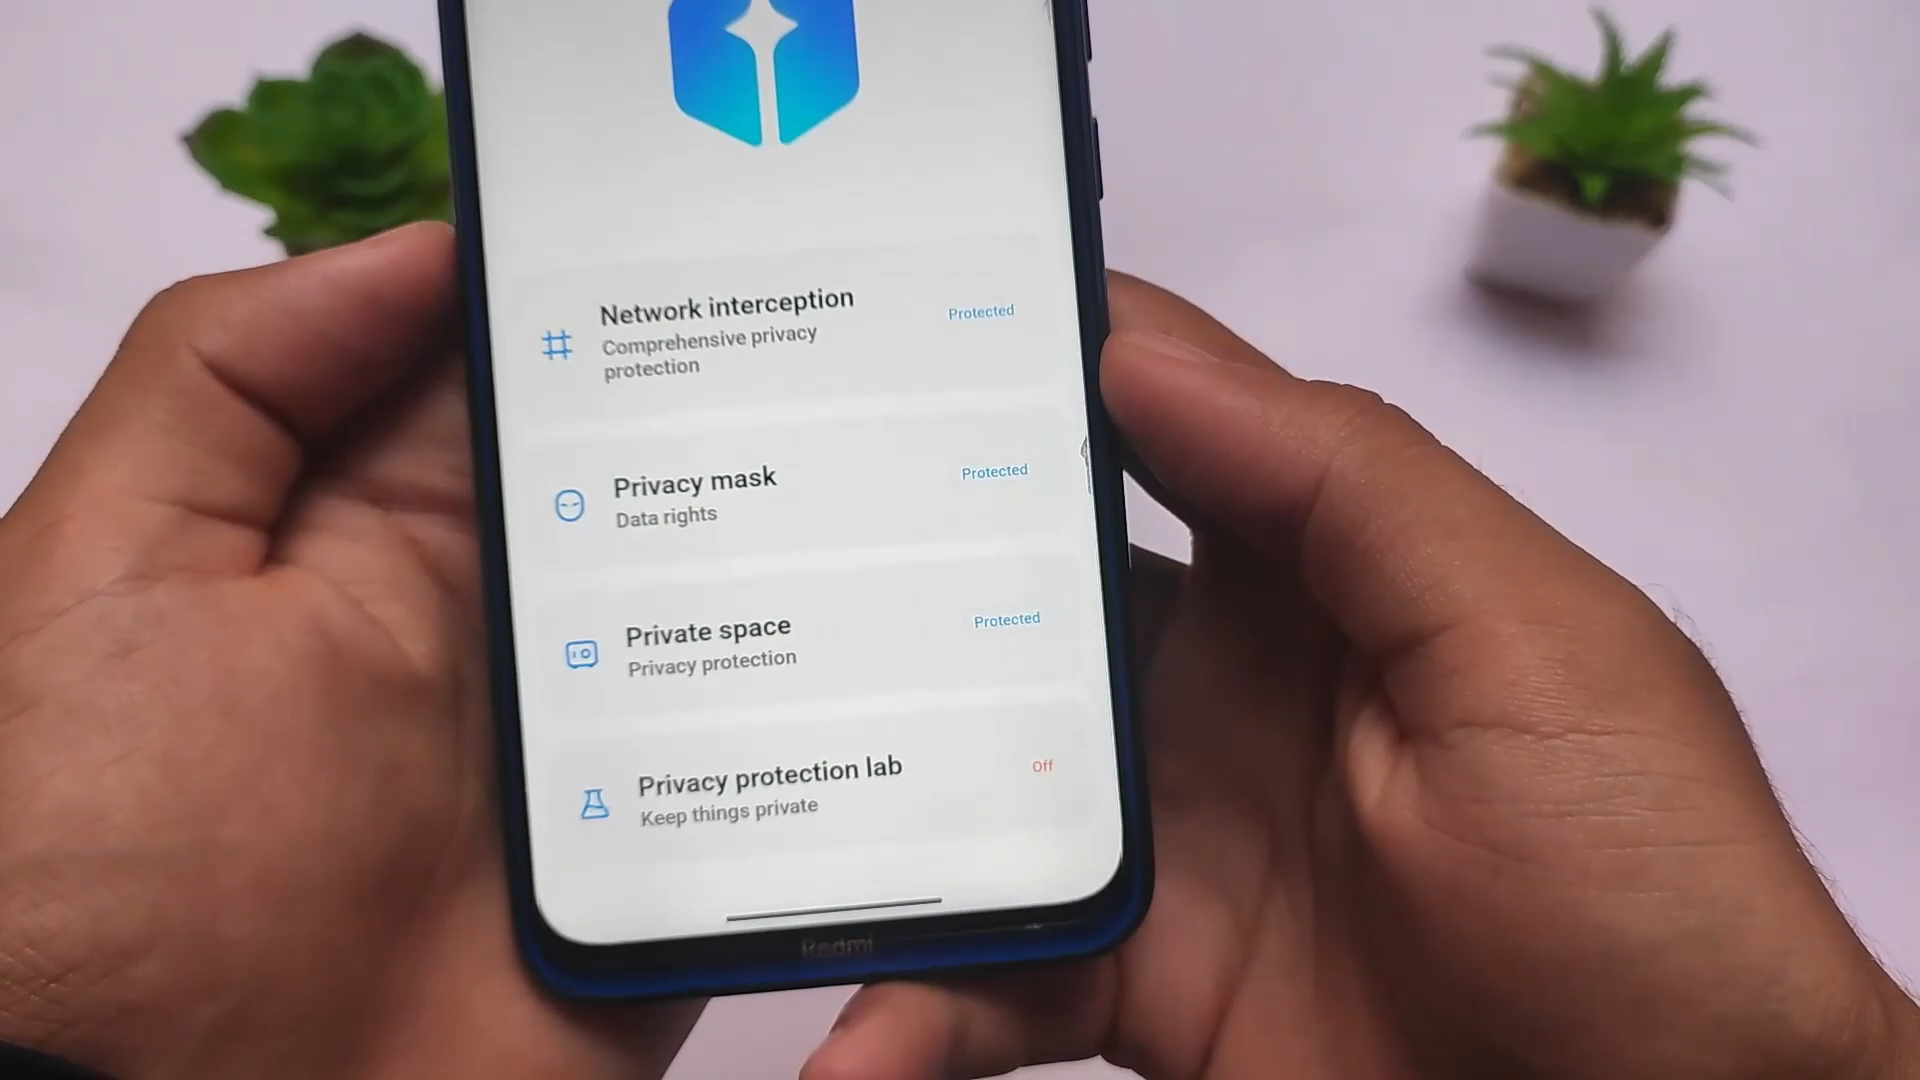 Network interception
Comprehensive privacy
protection
Protected
Privacy mask
Data rights
Protected
Private space
Privacy protection
Protected
Privacy protection lab
Keep things private
Off
Redmi